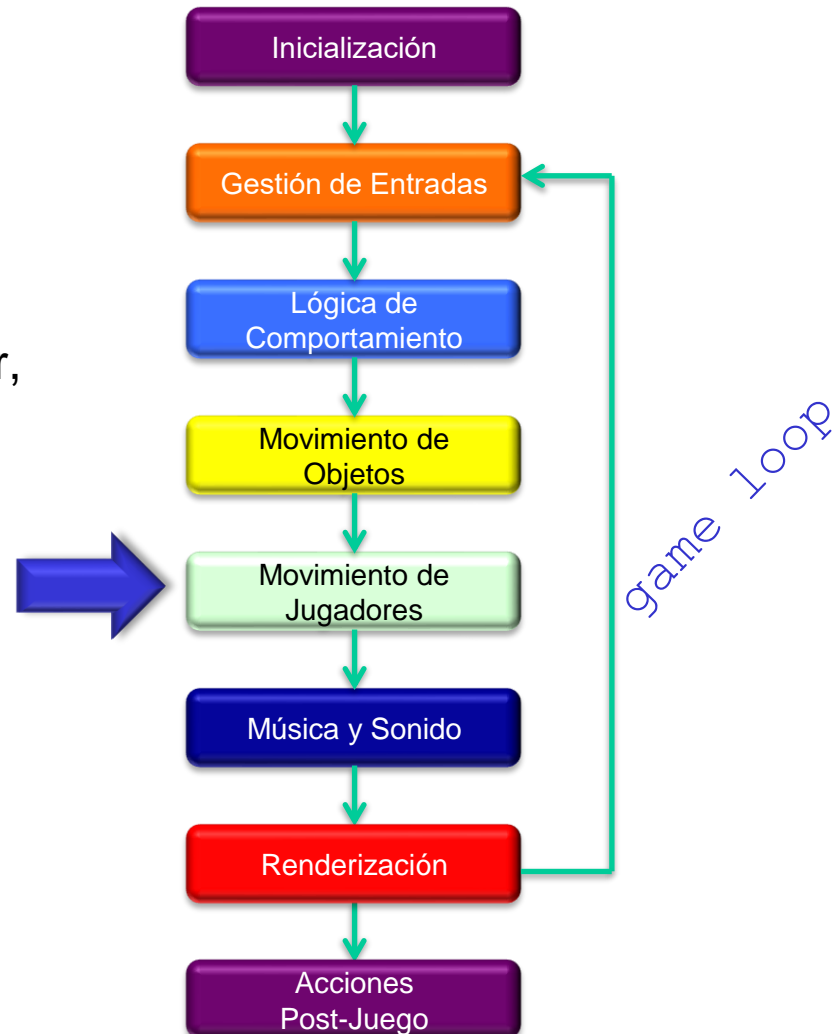 Inicialización
Gestión de Entradas
Lógica de
Comportamiento
r,
Movimiento de
Objetos
game loop
Movimiento de
Jugadores
Música y Sonido
Renderización
Acciones
Post-Juego